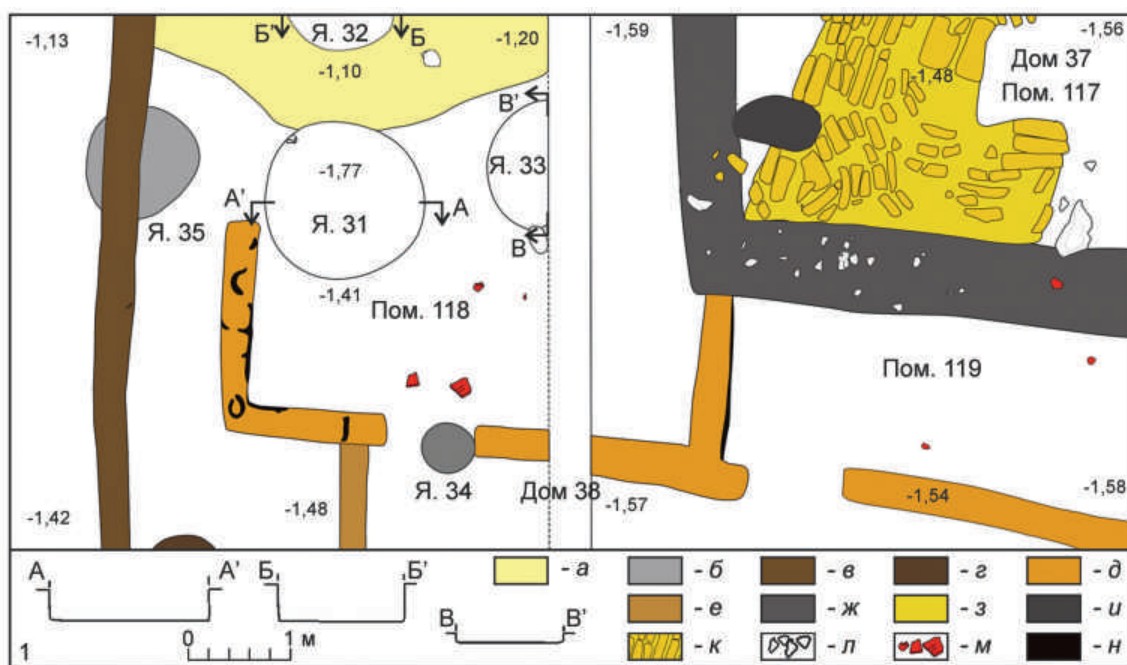 -1,13
Б’ Я. 32 Б
-1,20
-1,59
-1,56
-1,10
-1,48
Дом 37
Пом. 117
В’
-1,77
Я. 33
А’ А
Я. 31
Я. 35
В
-1,41
Пом. 118
Пом. 119
Я. 34
Дом 38
-1,42
-1,48
-1,57
-1,54
-1,58
А А’ Б Б’ - а - б - в - г - д
В В’ - е - ж - з - и
0 1 м
1
- к - л - м - н